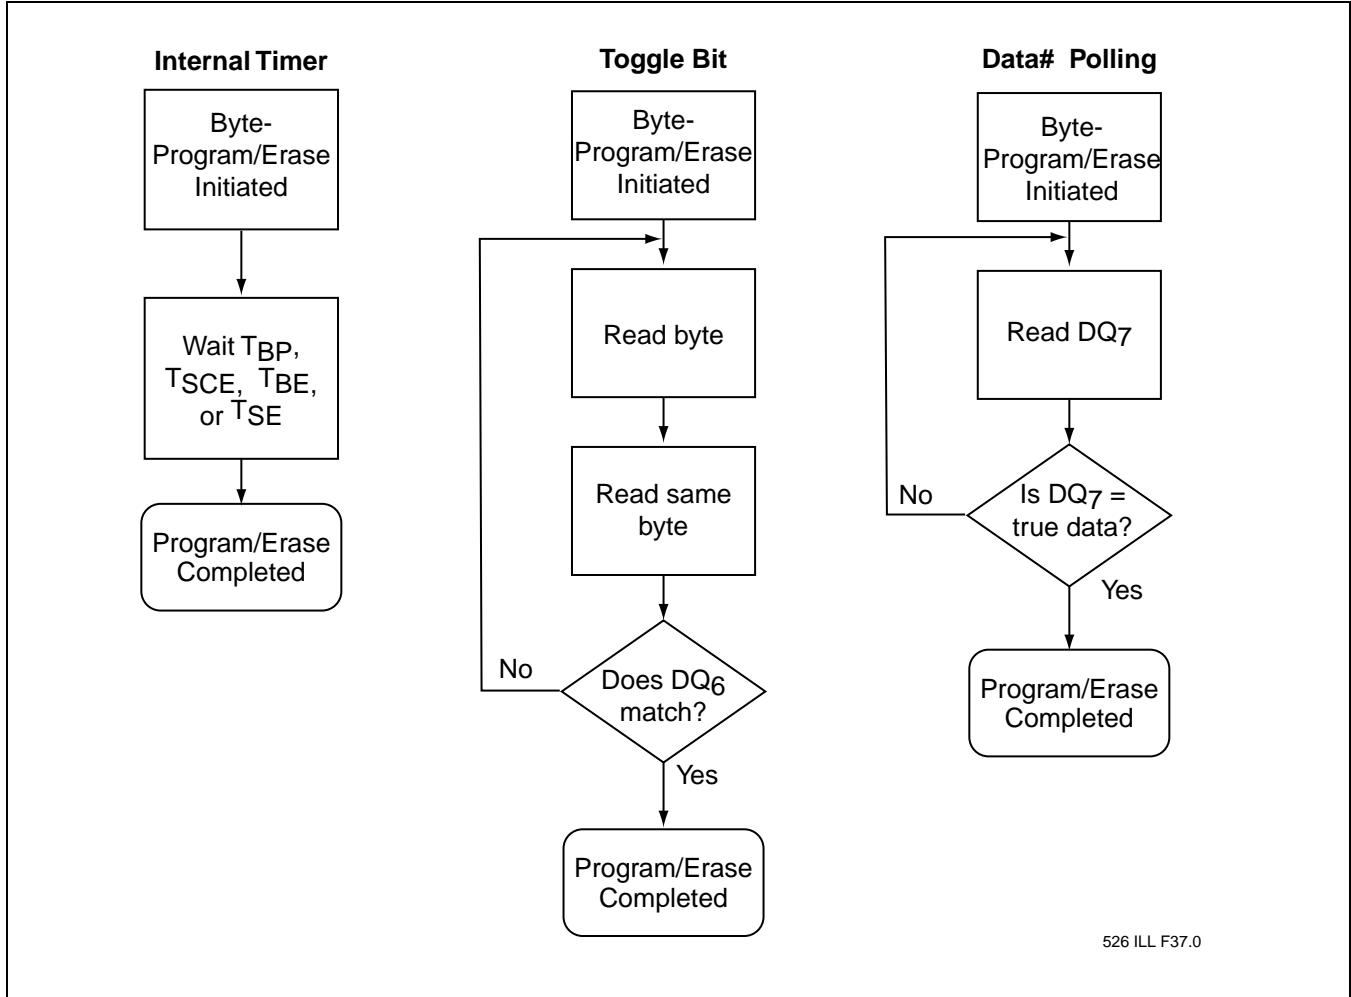 Internal Timer
Byte-
Program/Erase
Initiated
Wait TBP,
TSCE, TBE,
or TSE
Program/Erase
Completed
Toggle Bit
Byte-
Program/Erase
Initiated
Read byte
Read same
byte
No
Does DQ6
match?
Yes
Program/Erase
Completed
Data# Polling
Byte-
Program/Erase
Initiated
Read DQ7
No
Is DQ7 =
true data?
Yes
Program/Erase
Completed
526 ILL F37.0